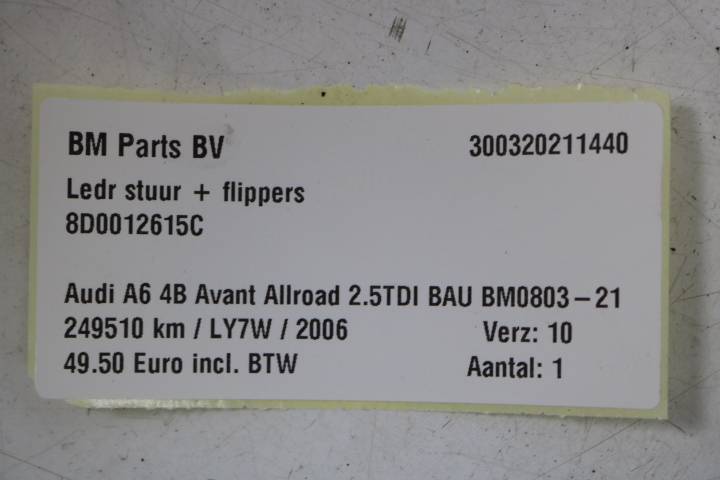 BM Parts BV 300320211440
Ledr stuur + flippers
8D0012615C
Audi A6 4B Avant Allroad 2.5TDI BAU BM0803-21
249510 km / LY7W / 2006 Verz: 10
49.50 Euro incl. BTW Aantal: 1